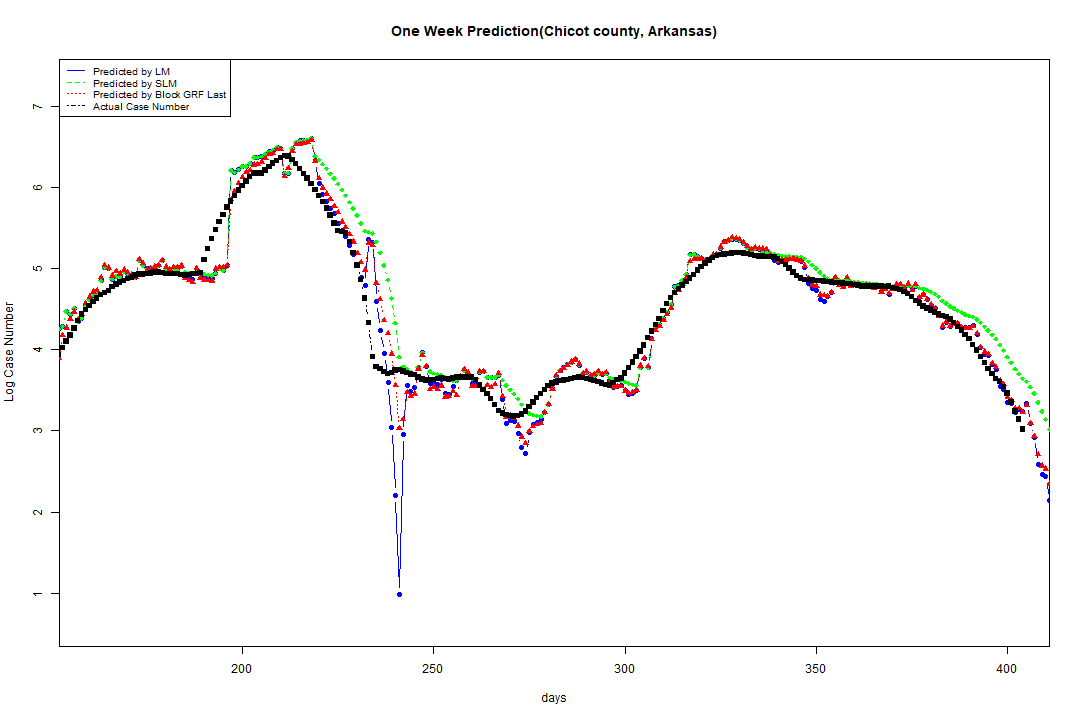 One Week Prediction(Chicot county, Arkansas)
Predicted by LM
Predicted by SLM
Predicted by Block GRF Last
Actual Case Number
7
6
5
4
3
2
1
Log Case Number
200 250 300 350 400
days